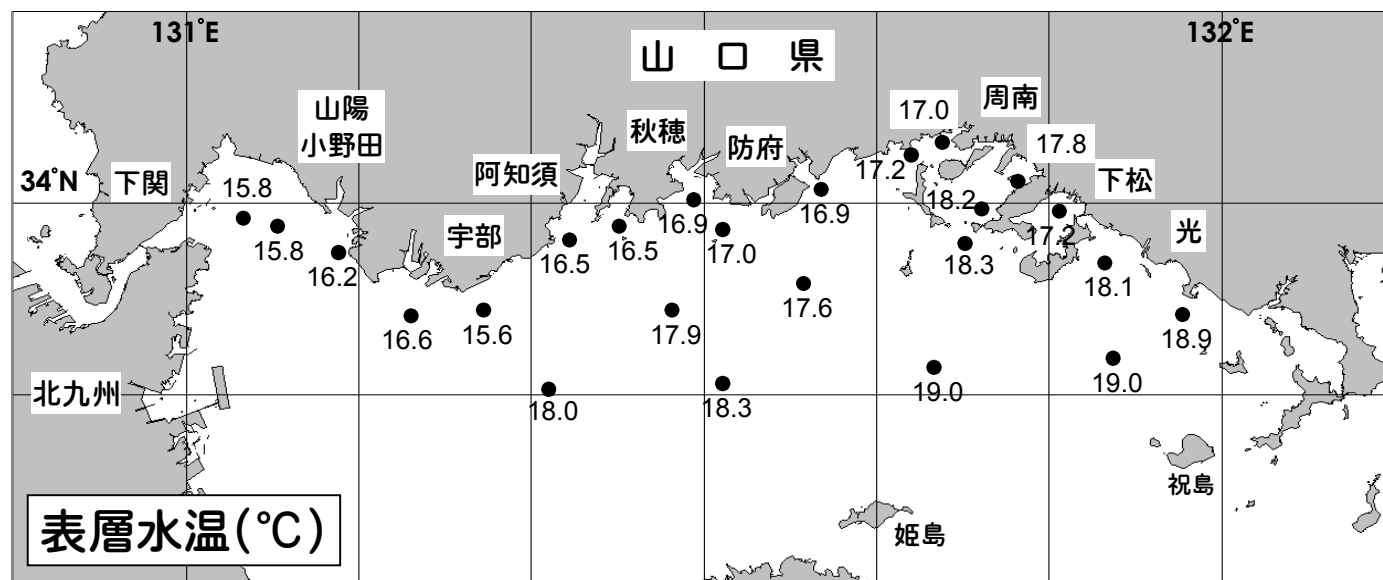 131°E
132°E
山 口 県
山陽
小野田
秋穂
防府
17.0
周南
17.8
17.2
34°N
下関
15.8
阿知須
下松
18.2
16.9
16.9
15.8
宇部
16.5
16.5
17.0
17.2
光
16.2
18.3
18.1
17.6
16.6
15.6
17.9
18.9
北九州
18.0
18.3
19.0
19.0
祝島
姫島
表層水温(℃)